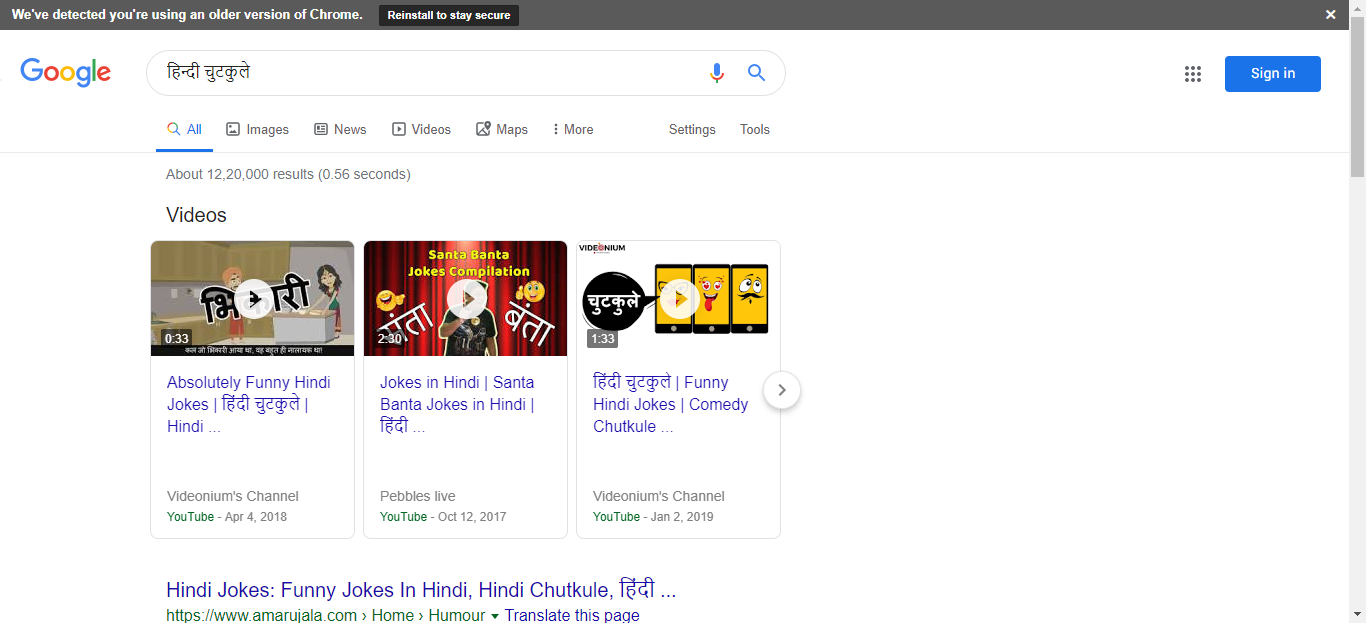 We've detected you're using an older version of Chrome. Reinstall to stay secure
Google हिन्दी चुटकुले Sign in
All Images News Videos Maps More Settings Tools
About 12,20,000 results (0.56 seconds)
Videos
भिखारी
0:33
कल जो भिकारी आया था, वह बहुत ही नालायक था!
Absolutely Funny Hindi
Jokes | हिंदी चुटकुले |
Hindi ...
Videonium's Channel
YouTube - Apr 4, 2018
Santa Banta
Jokes Compilation
संता बंता
2:30
Jokes in Hindi | Santa
Banta Jokes in Hindi |
हिंदी ...
Pebbles live
YouTube - Oct 12, 2017
VIDEONIUM
चुटकुले
1:33
हिंदी चुटकुले | Funny
Hindi Jokes | Comedy
Chutkule ...
Videonium's Channel
YouTube - Jan 2, 2019
Hindi Jokes: Funny Jokes In Hindi, Hindi Chutkule, हिंदी ...
https://www.amarujala.com › Home › Humour Translate this page